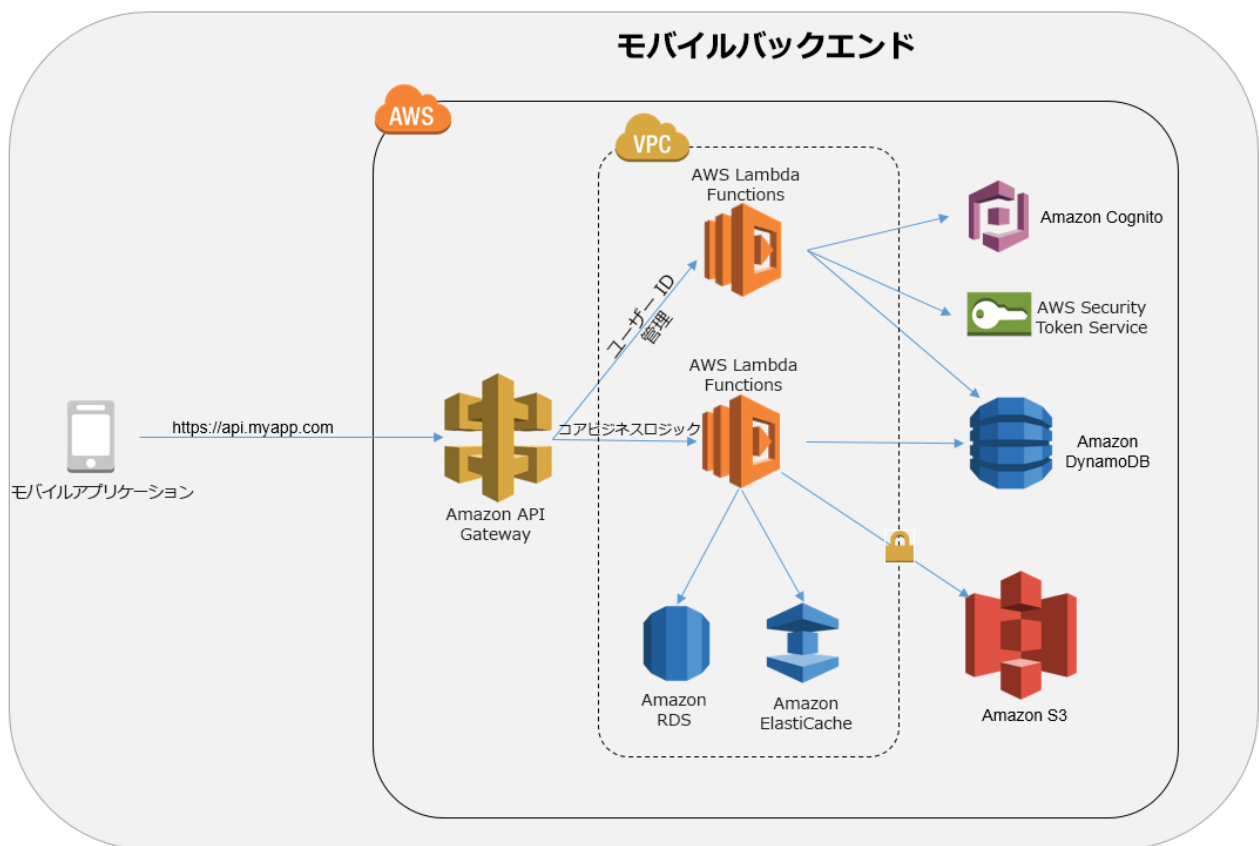 モバイルバックエンド
AWS
VPC
AWS Lambda
Functions
Amazon Cognito
ユーザー ID
管理
AWS Security
Token Service
AWS Lambda
Functions
https://api.myapp.com
コアビジネスロジック
Amazon
DynamoDB
モバイルアプリケーション
Amazon API
Gateway
Amazon
RDS
Amazon
ElastiCache
Amazon S3